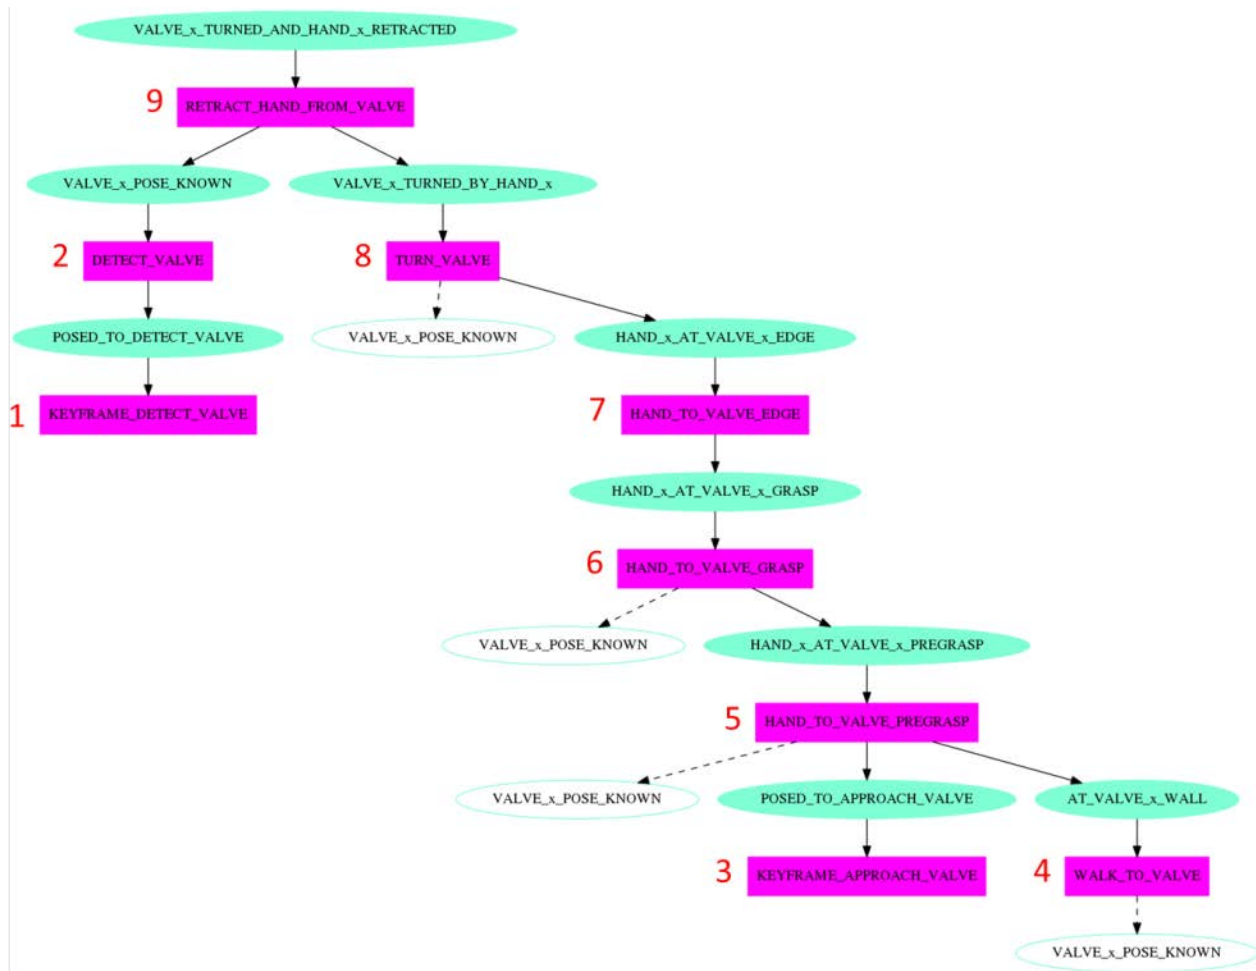 VALVE_x_TURNED_AND_HAND_x_RETRACTED
9
RETRACT_HAND_FROM_VALVE
VALVE_x_POSE_KNOWN
VALVE_x_TURNED_BY_HAND_x
2
DETECT_VALVE
8
TURN_VALVE
POSED_TO_DETECT_VALVE
VALVE_x_POSE_KNOWN
HAND_x_AT_VALVE_x_EDGE
1
KEYFRAME_DETECT_VALVE
7
HAND_TO_VALVE_EDGE
HAND_x_AT_VALVE_x_GRASP
6
HAND_TO_VALVE_GRASP
VALVE_x_POSE_KNOWN
HAND_x_AT_VALVE_x_PREGRASP
5
HAND_TO_VALVE_PREGRASP
VALVE_x_POSE_KNOWN
POSED_TO_APPROACH_VALVE
AT_VALVE_x_WALL
3
KEYFRAME_APPROACH_VALVE
4
WALK_TO_VALVE
VALVE_x_POSE_KNOWN